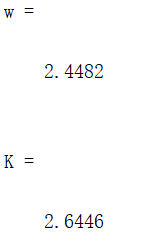 w =
2.4482
K =
2.6446